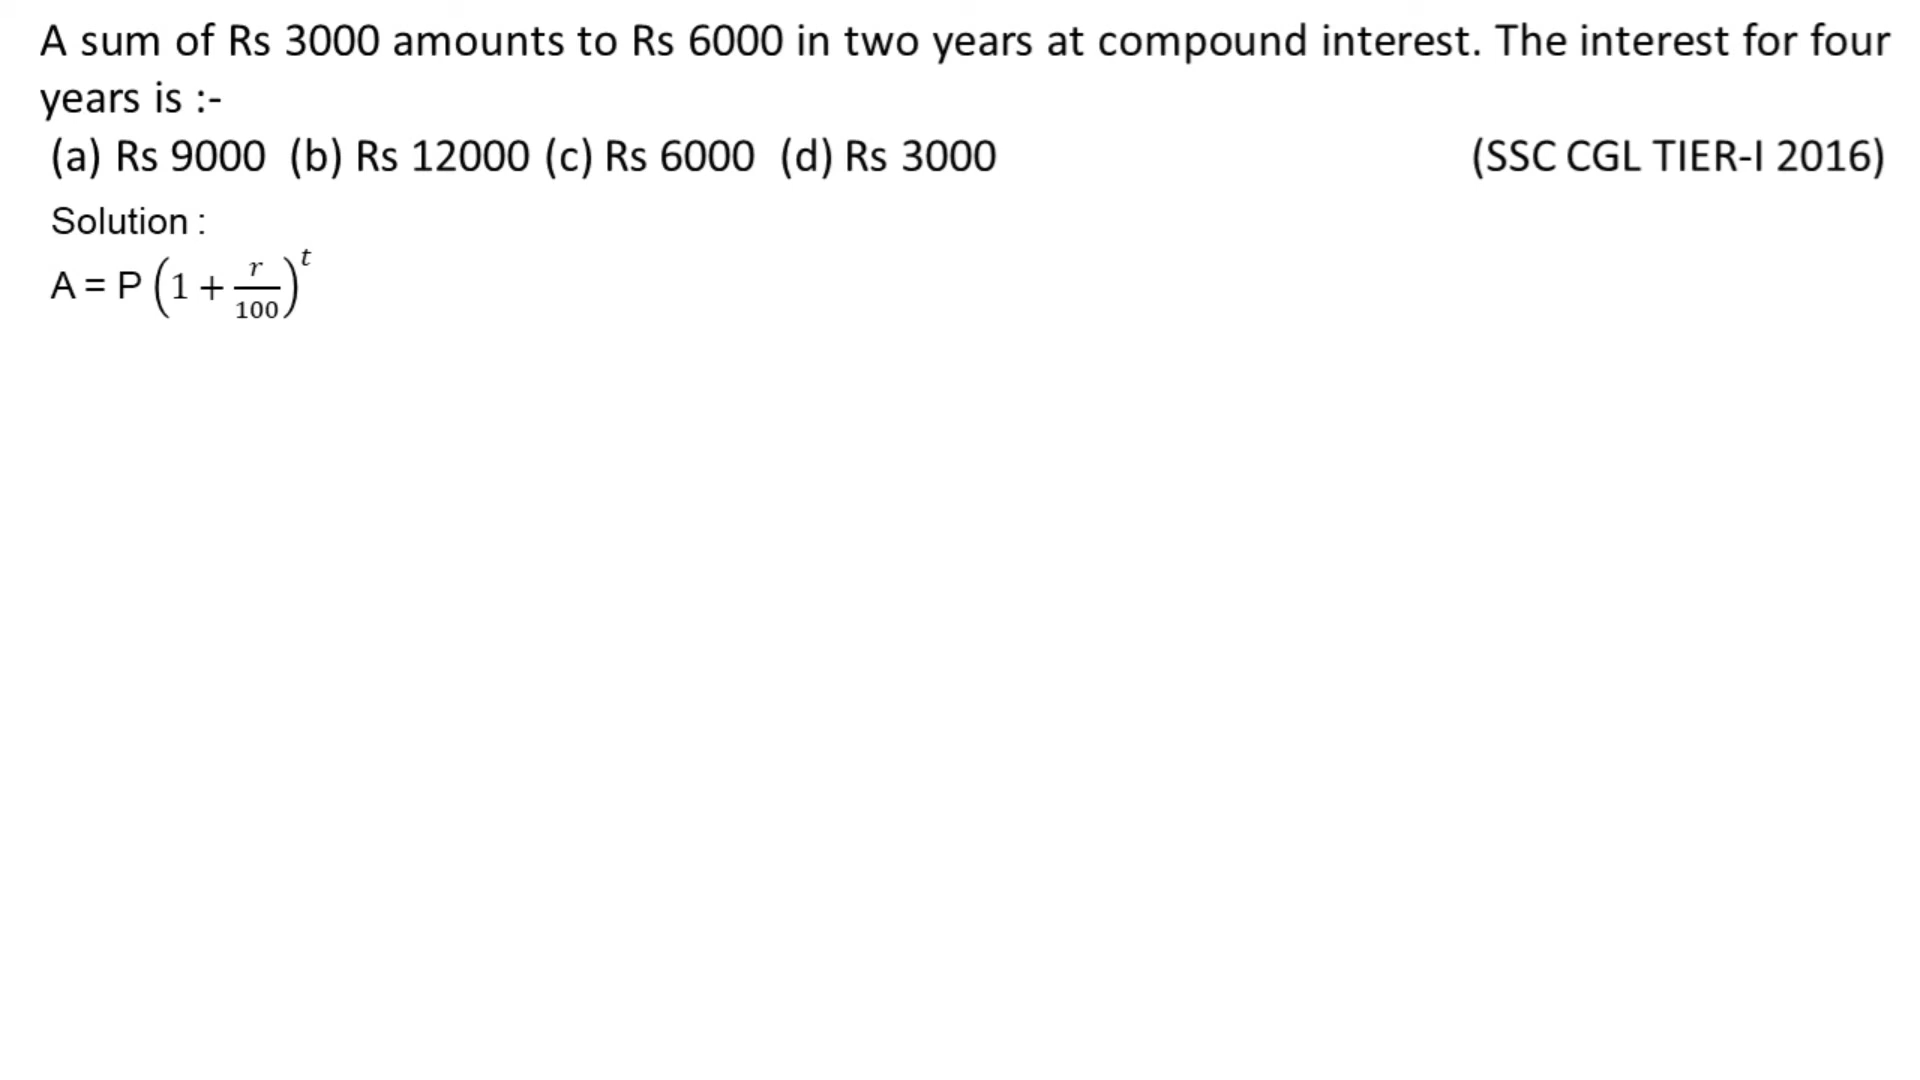 A sum of Rs 3000 amounts to Rs 6000 in two years at compound interest. The interest for four
years is :-
(a) Rs 9000 (b) Rs 12000 (c) Rs 6000 (d) Rs 3000 (SSC CGL TIER-I 2016)
Solution :
A = P (1 + r/100)^t